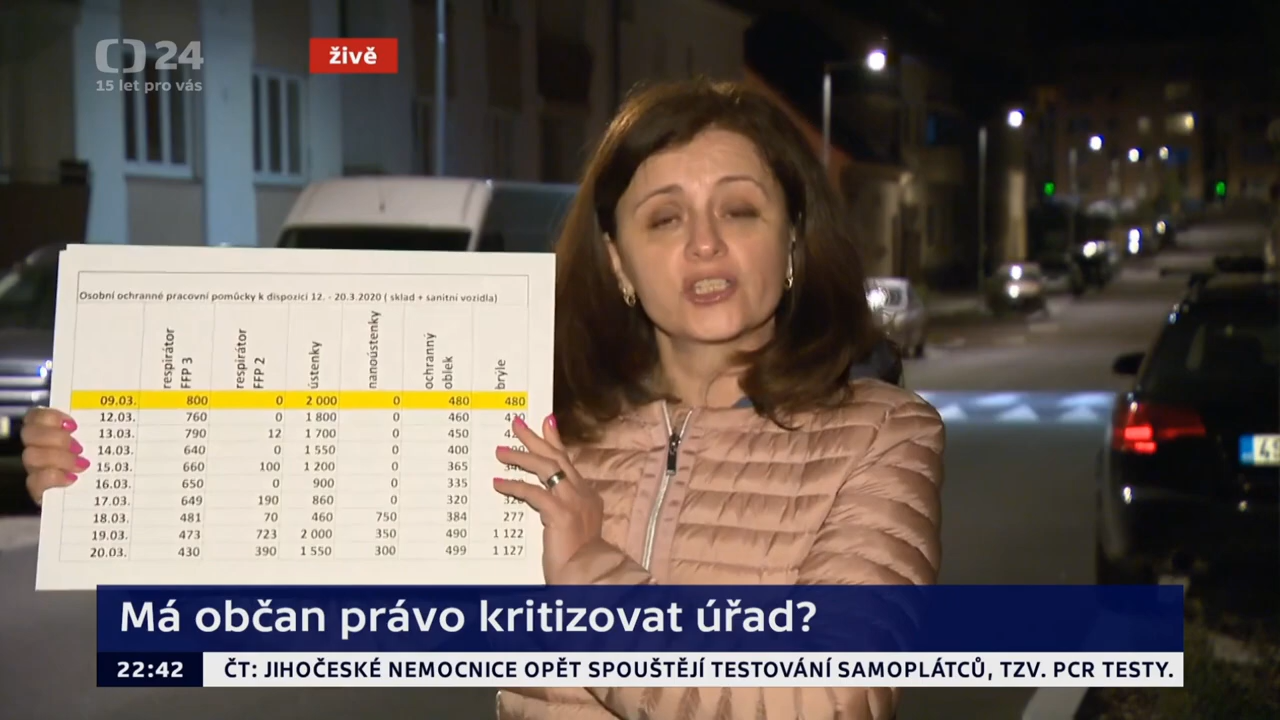 ČT 24
15 let pro vás
živě
Osobní ochranné pracovní pomůcky k dispozici 12. - 20.3.2020 ( sklad + sanitní vozidla)
respirátor FFP 3 respirátor FFP 2 ústenky nanoústenky ochranný oblek brýle
09.03. 800 0 2 000 0 480 480
12.03. 760 0 1 800 0 460
13.03. 790 12 1 700 0 450
14.03. 640 0 1 550 0 400
15.03. 660 100 1 200 0 365
16.03. 650 0 900 0 335
17.03. 649 190 860 0 320
18.03. 481 70 460 750 384 277
19.03. 473 723 2 000 350 490 1 122
20.03. 430 390 1 550 300 499 1 127
Má občan právo kritizovat úřad?
22:42 ČT: JIHOČESKÉ NEMOCNICE OPĚT SPOUŠTĚJÍ TESTOVÁNÍ SAMOPLÁTCŮ, TZV. PCR TESTY.